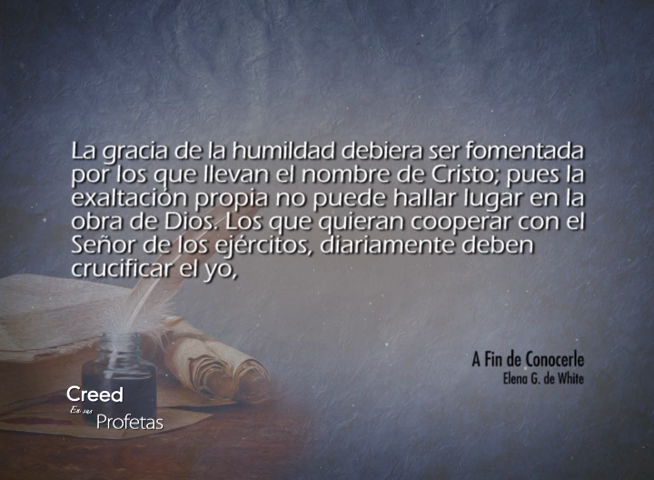 La gracia de la humildad debiera ser fomentada
por los que llevan el nombre de Cristo; pues la
exaltación propia no puede hallar lugar en la
obra de Dios. Los que quieran cooperar con el
Señor de los ejércitos, diariamente deben
crucificar el yo,
A Fin de Conocerle
Elena G. de White
Creed
En sus
Profetas